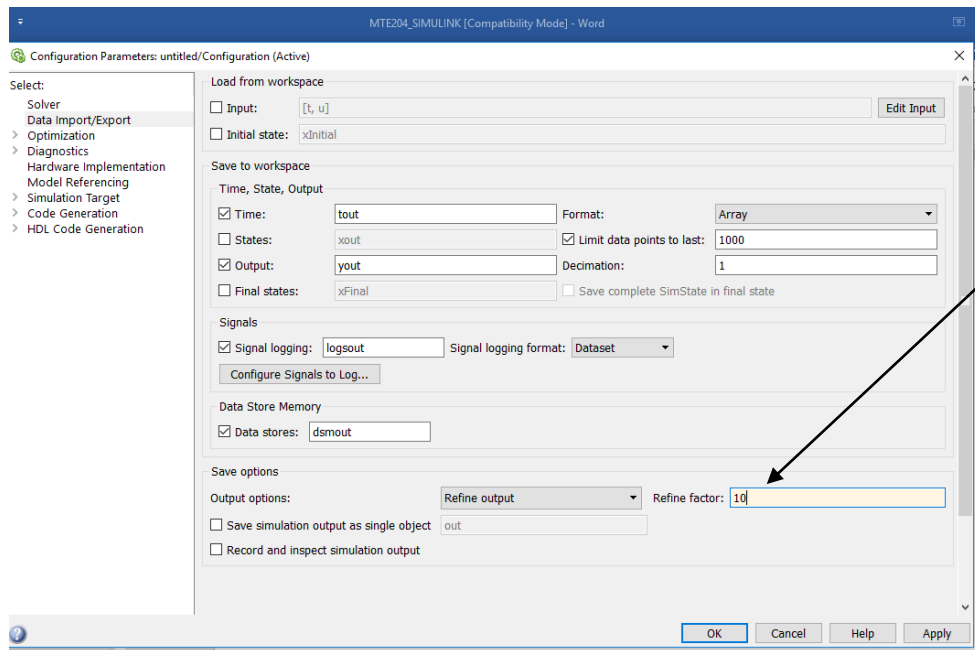 MTE204_SIMULINK [Compatibility Mode] - Word
Configuration Parameters: untitled/Configuration (Active)
Select:
Solver
Data Import/Export
Optimization
Diagnostics
Hardware Implementation
Model Referencing
Simulation Target
Code Generation
HDL Code Generation
Load from workspace
Input: [t, u] Edit Input
Initial state: xInitial
Save to workspace
Time, State, Output
Time: tout Format: Array
States: xout Limit data points to last: 1000
Output: yout Decimation: 1
Final states: xFinal Save complete SimState in final state
Signals
Signal logging: logsout Signal logging format: Dataset
Configure Signals to Log...
Data Store Memory
Data stores: dsmout
Save options
Output options: Refine output Refine factor: 10
Save simulation output as single object out
Record and inspect simulation output
OK Cancel Help Apply